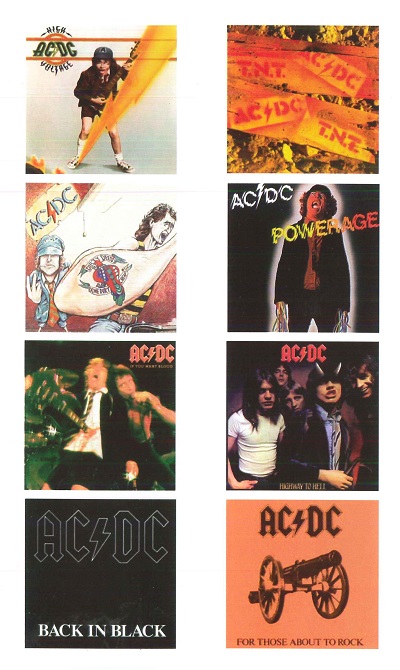 HIGH
AC/DC
VOLTAGE
T.N.T. AC/DC
AC/DC T.N.T.
AC/DC
AC/DC
POWERAGE
AC/DC
IF YOU WANT BLOOD
AC/DC
HIGHWAY TO HELL
AC/DC
BACK IN BLACK
AC/DC
FOR THOSE ABOUT TO ROCK